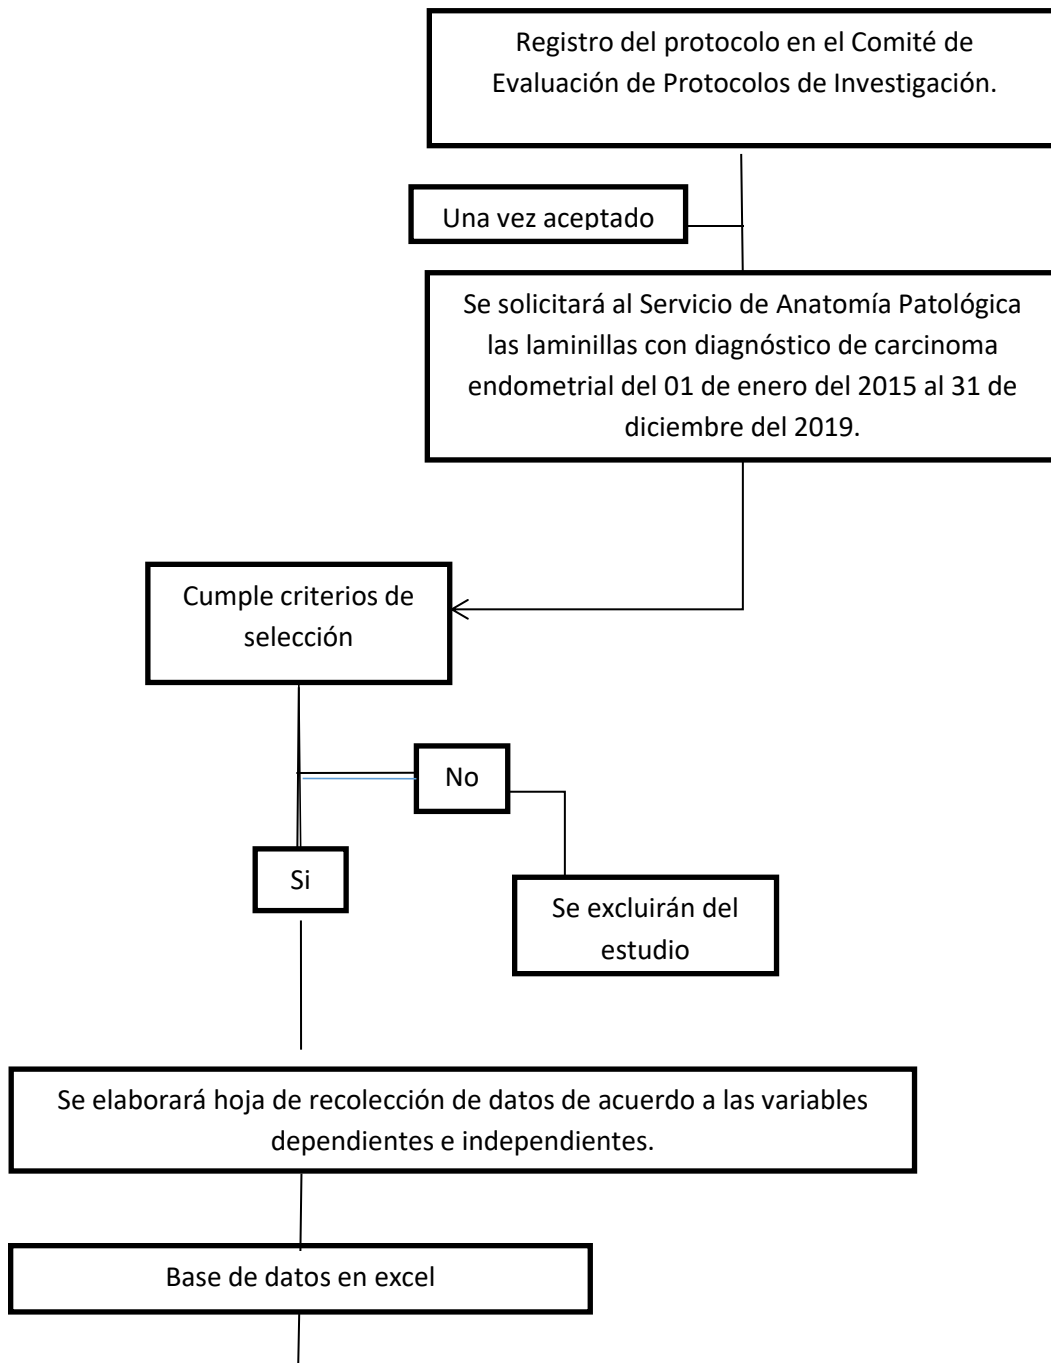 Registro del protocolo en el Comité de
Evaluación de Protocolos de Investigación.
Una vez aceptado
Se solicitará al Servicio de Anatomía Patológica
las laminillas con diagnóstico de carcinoma
endometrial del 01 de enero del 2015 al 31 de
diciembre del 2019.
Cumple criterios de
selección
No
Si
Se excluirán del
estudio
Se elaborará hoja de recolección de datos de acuerdo a las variables
dependientes e independientes.
Base de datos en excel